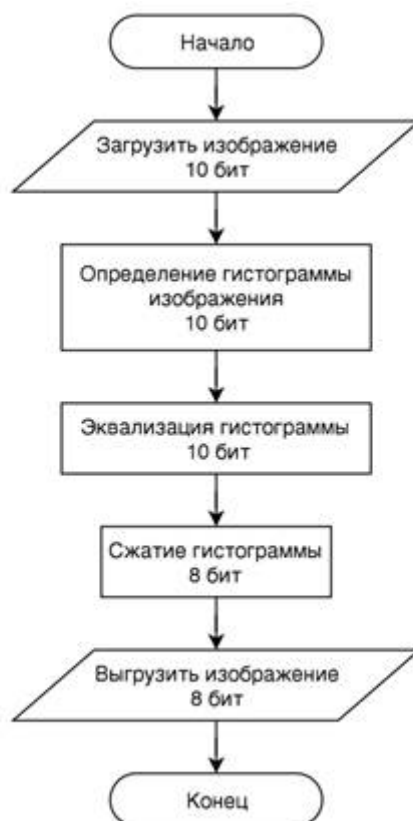 Начало
Загрузить изображение
10 бит
Определение гистограммы
изображения
10 бит
Эквализация гистограммы
10 бит
Сжатие гистограммы
8 бит
Выгрузить изображение
8 бит
Конец